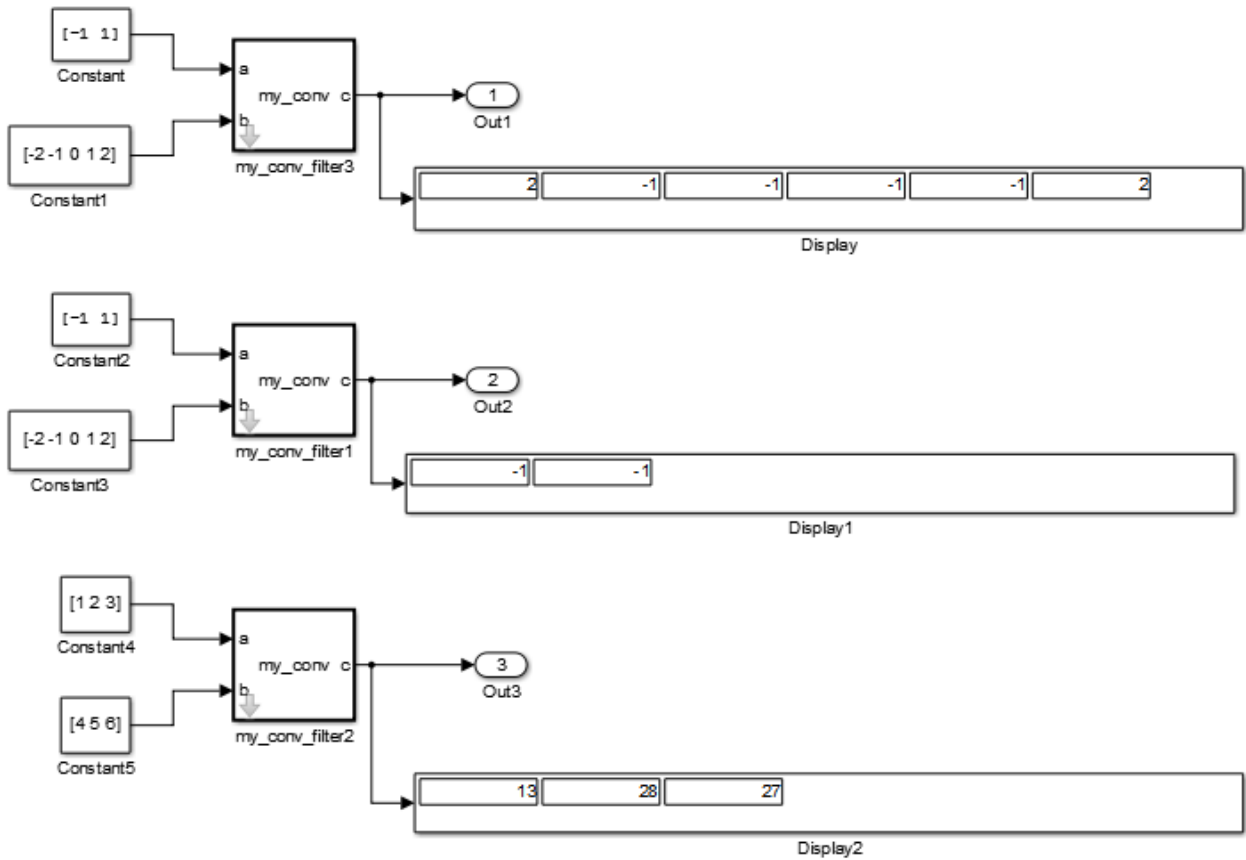 [-1 1]
Constant
[-2 -1 0 1 2]
Constant1
a
b
my_conv c
my_conv_filter3
1
Out1
2 -1 -1 -1 -1 2
Display
[-1 1]
Constant2
[-2 -1 0 1 2]
Constant3
a
b
my_conv c
my_conv_filter1
2
Out2
-1 -1
Display1
[1 2 3]
Constant4
[4 5 6]
Constant5
a
b
my_conv c
my_conv_filter2
3
Out3
13 28 27
Display2